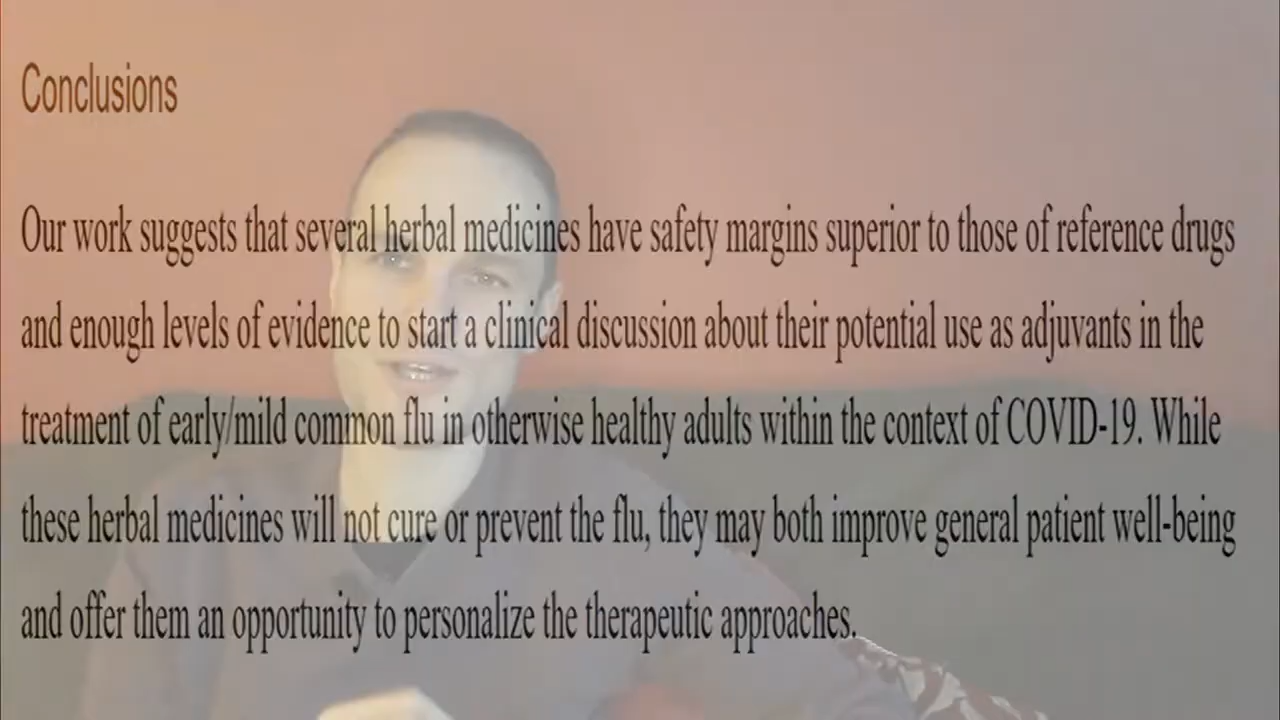 Conclusions
Our work suggests that several herbal medicines have safety margins superior to those of reference drugs
and enough levels of evidence to start a clinical discussion about their potential use as adjuvants in the
treatment of early/mild common flu in otherwise healthy adults within the context of COVID-19. While
these herbal medicines will not cure or prevent the flu, they may both improve general patient well-being
and offer them an opportunity to personalize the therapeutic approaches.